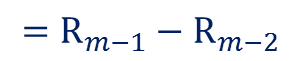 = R_{m-1} - R_{m-2}